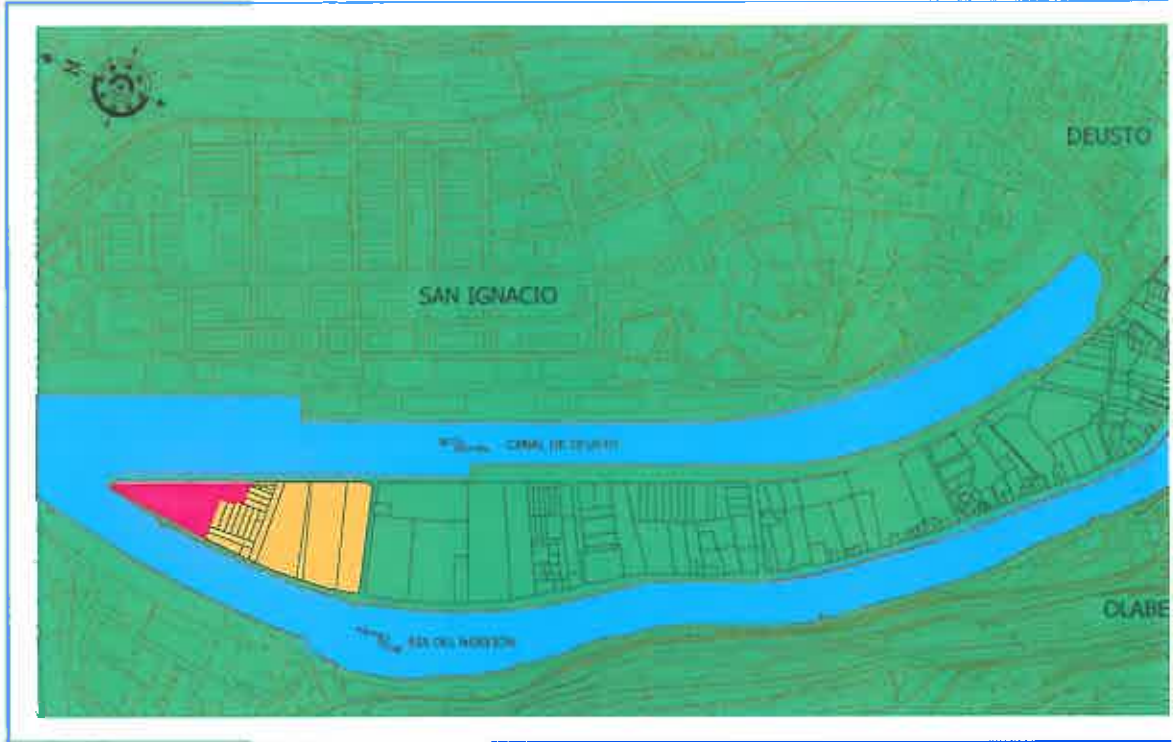 N
DEUSTO
SAN IGNACIO
CANAL DE DEUSTO
RIA DEL NERVION
OLABE